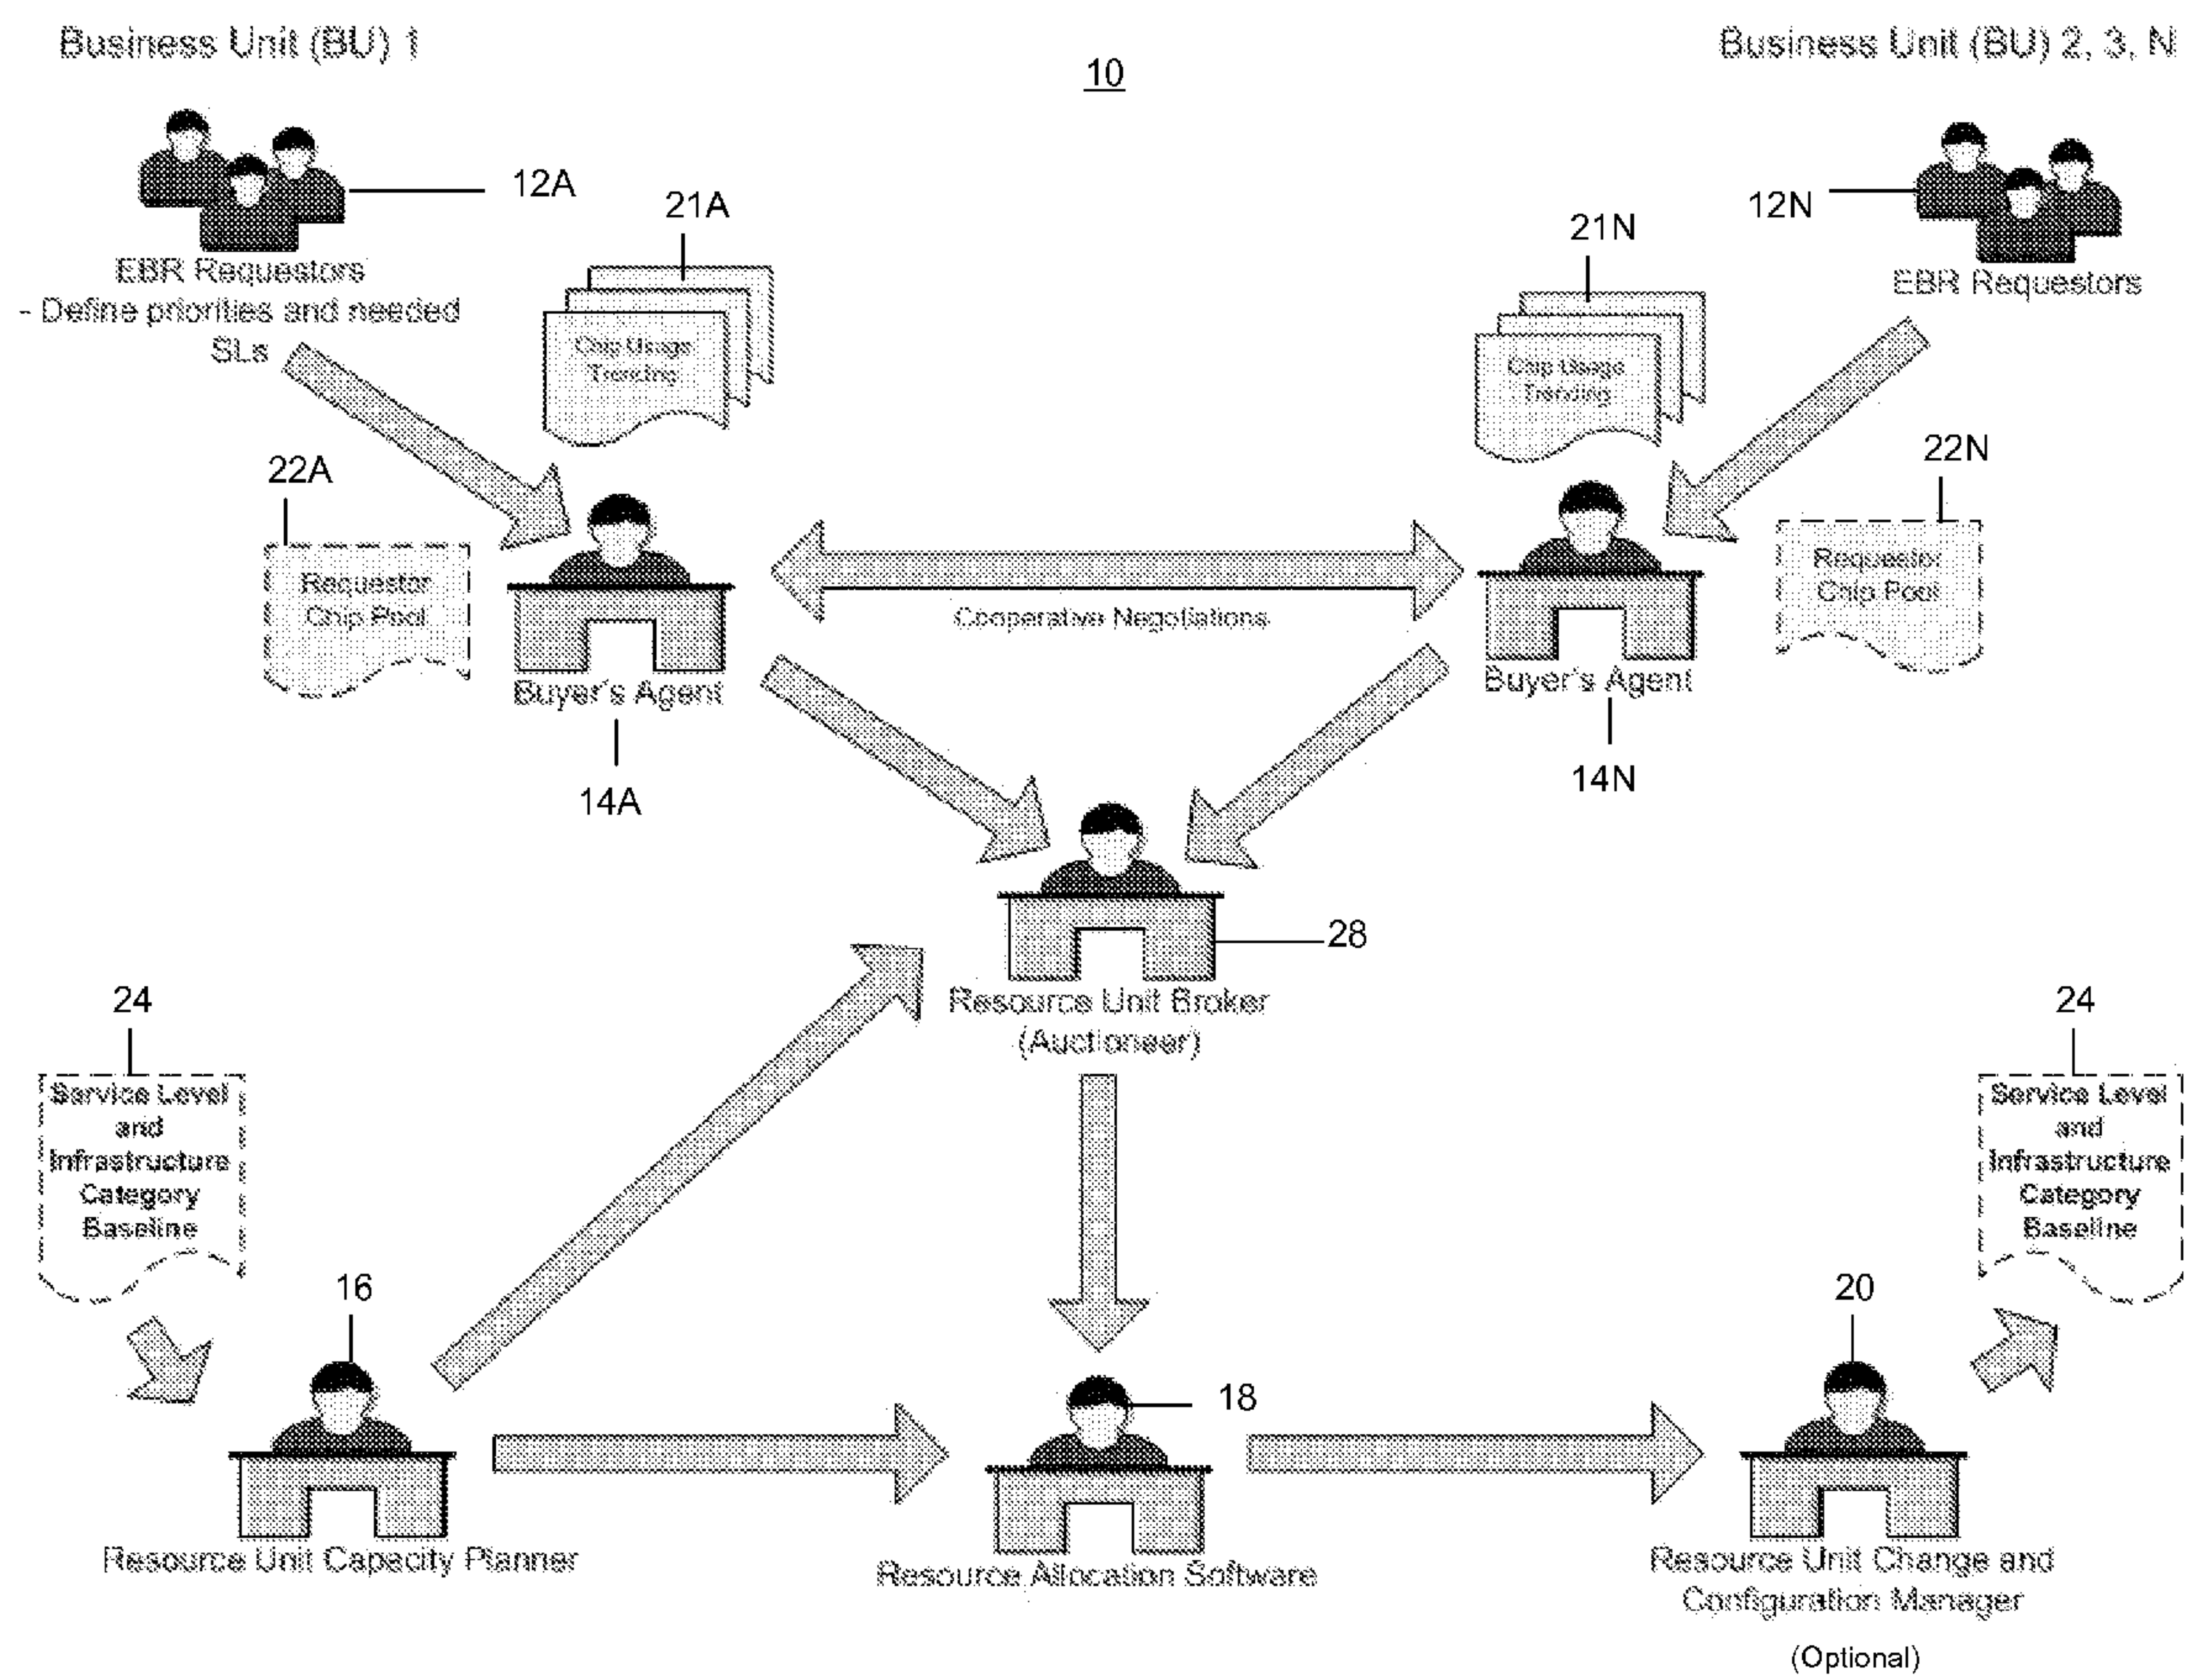 Business Unit (BU) 1
Business Unit (BU) 2, 3, N
10
12A
12N
EBR Requestors
- Define priorities and needed
SLs
EBR Requestors
21A
21N
Chip Usage
Trending
Chip Usage
Trending
22A
22N
Requestor
Chip Pool
Requestor
Chip Pool
Cooperative Negotiations
Buyer's Agent
Buyer's Agent
14A
14N
28
Resource Unit Broker
(Auctioneer)
24
24
Service Level
and
Infrastructure
Category
Baseline
Service Level
and
Infrastructure
Category
Baseline
16
18
20
Resource Unit Capacity Planner
Resource Allocation Software
Resource Unit Change and
Configuration Manager
(Optional)